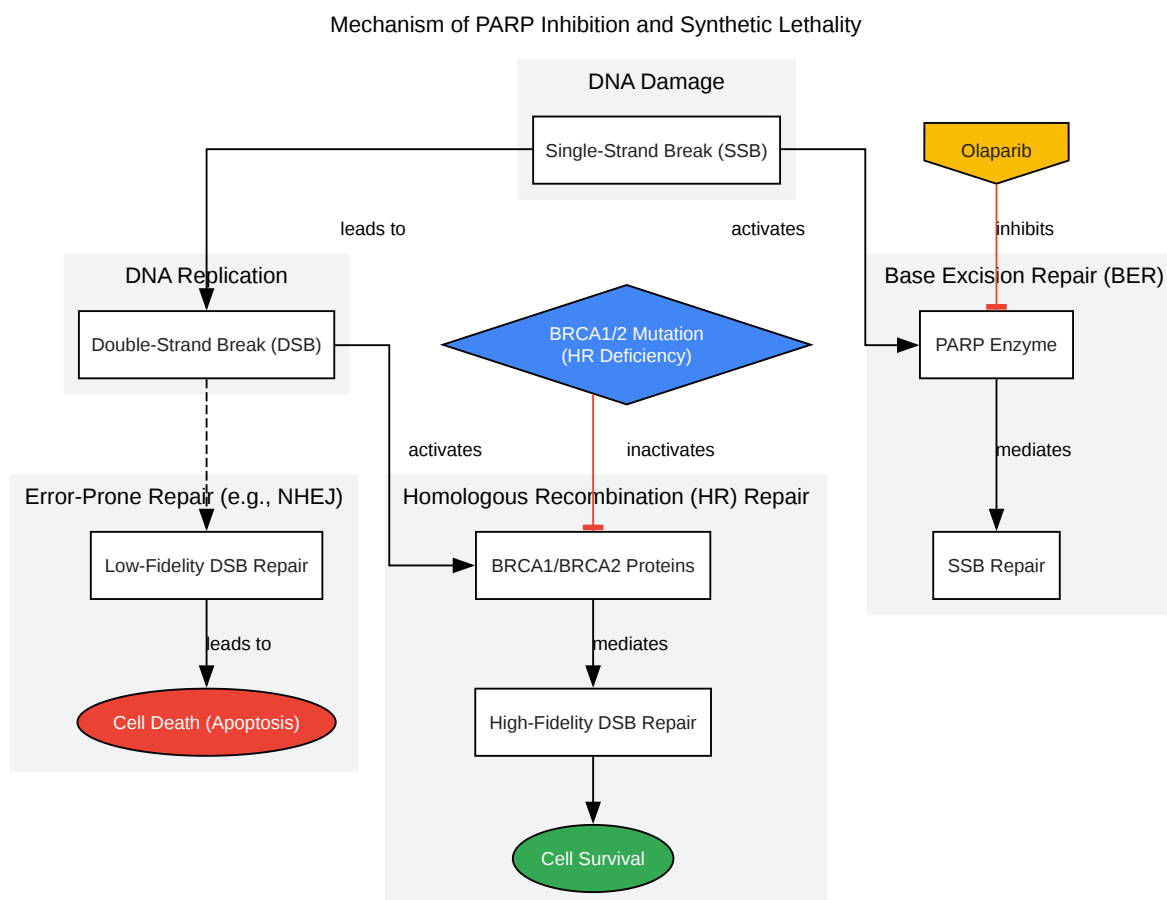 Mechanism of PARP Inhibition and Synthetic Lethality
DNA Damage
Single-Strand Break (SSB)
Olaparib
leads to
activates
inhibits
DNA Replication
Base Excision Repair (BER)
Double-Strand Break (DSB)
BRCA1/2 Mutation
(HR Deficiency)
PARP Enzyme
activates
inactivates
mediates
Error-Prone Repair (e.g., NHEJ)
Homologous Recombination (HR) Repair
Low-Fidelity DSB Repair
BRCA1/BRCA2 Proteins
SSB Repair
leads to
mediates
Cell Death (Apoptosis)
High-Fidelity DSB Repair
Cell Survival